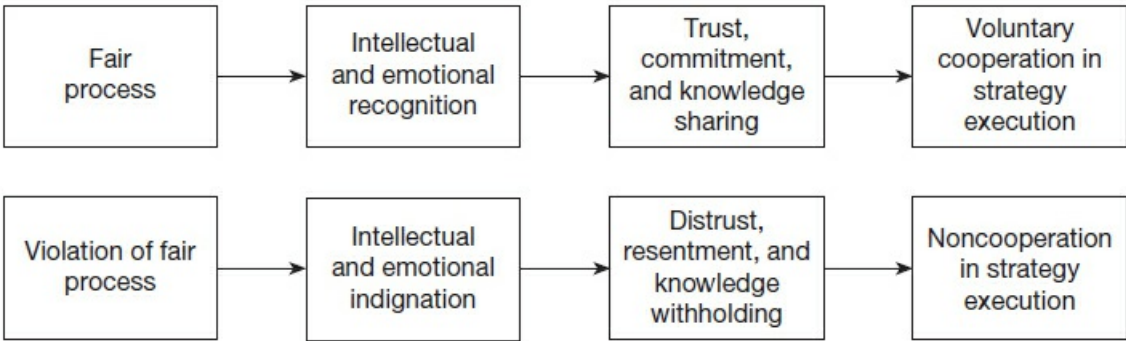 Fair
process
Intellectual
and emotional
recognition
Trust,
commitment,
and knowledge
sharing
Voluntary
cooperation in
strategy
execution
Violation of fair
process
Intellectual
and emotional
indignation
Distrust,
resentment, and
knowledge
withholding
Noncooperation
in strategy
execution